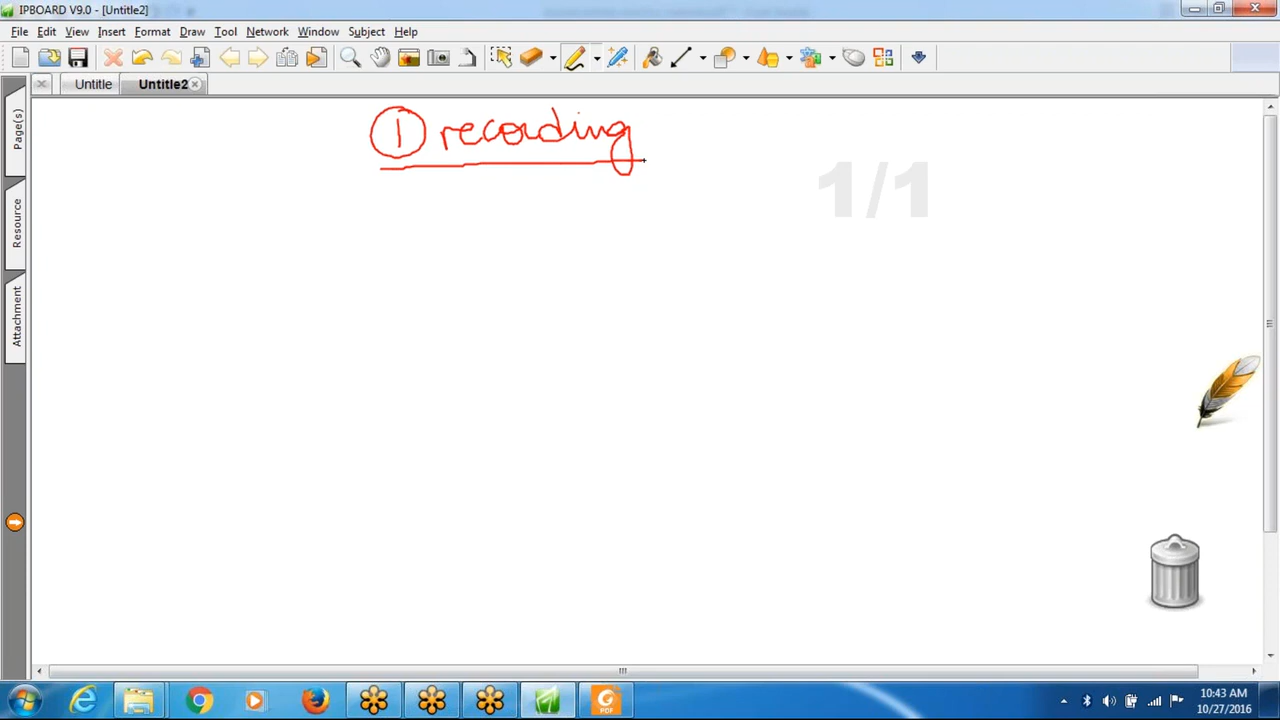 IPBOARD V9.0 - [Untitle2]
File Edit View Insert Format Draw Tool Network Window Subject Help
Untitle Untitle2
① recording
1/1
Page(s)
Resource
Attachment
PDF
10:43 AM
10/27/2016